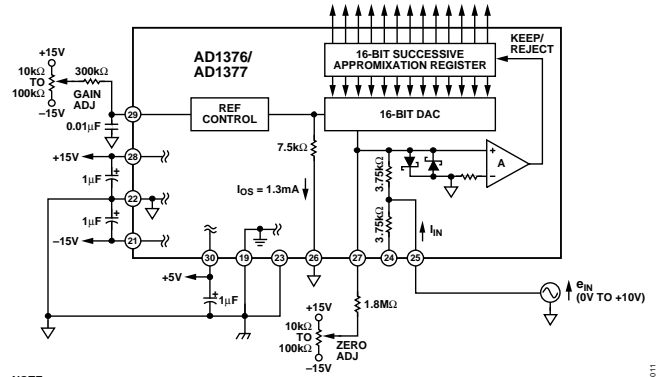 KEEP/
REJECT
+15V
10kΩ
TO
100kΩ
–15V
300kΩ
GAIN
ADJ
0.01µF
AD1376/
AD1377
16-BIT SUCCESSIVE
APPROMIXATION REGISTER
REF
CONTROL
16-BIT DAC
29
7.5kΩ
+15V
28
1µF
22
1µF
–15V
21
IOS = 1.3mA
3.75kΩ
3.75kΩ
+
A
–
IIN
30
19
23
26
27
24
25
+5V
1µF
+15V
10kΩ
TO
100kΩ
–15V
ZERO
ADJ
1.8MΩ
eIN
(0V TO +10V)
011